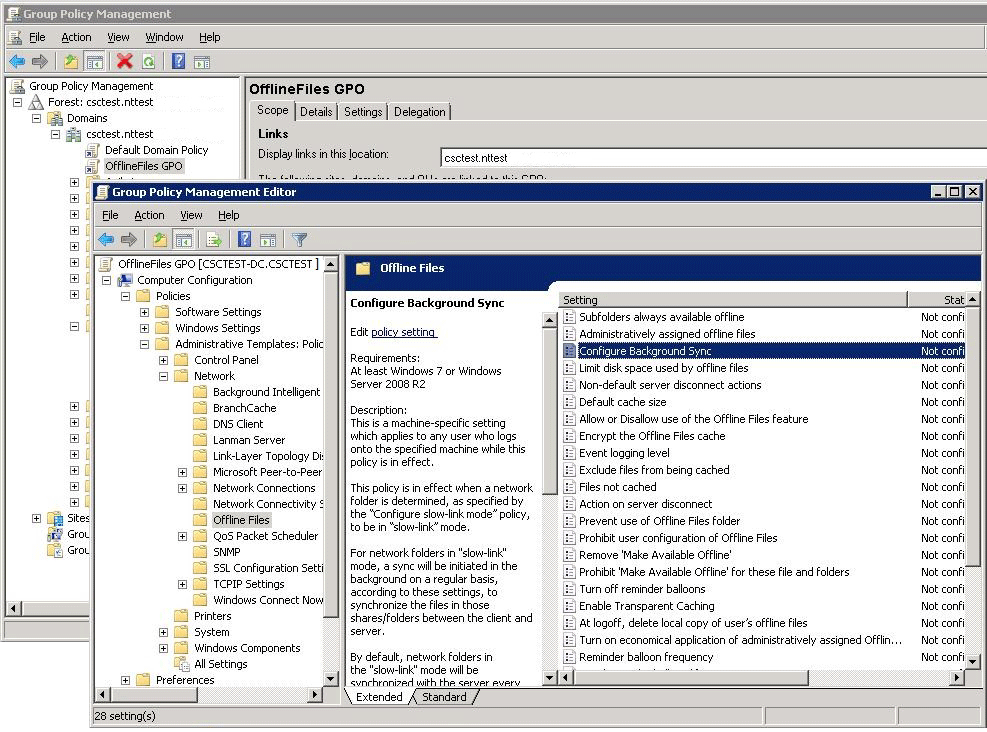 Group Policy Management
File Action View Window Help
Group Policy Management
Forest: csctest.nttest
Domains
csctest.nttest
Default Domain Policy
OfflineFiles GPO
OfflineFiles GPO
Scope Details Settings Delegation
Links
Display links in this location:
csctest.nttest
Sites
Grou
Grou
Group Policy Management Editor
File Action View Help
OfflineFiles GPO [CSCTEST-DC.CSCTEST ]
Computer Configuration
Policies
Software Settings
Windows Settings
Administrative Templates: Polic
Control Panel
Network
Background Intelligent
BranchCache
DNS Client
Lanman Server
Link-Layer Topology Di
Microsoft Peer-to-Peer
Network Connections
Network Connectivity S
Offline Files
QoS Packet Scheduler
SNMP
SSL Configuration Setti
TCPIP Settings
Windows Connect Now
Printers
System
Windows Components
All Settings
Preferences
Offline Files
Configure Background Sync
Edit policy setting
Requirements:
At least Windows 7 or Windows
Server 2008 R2
Description:
This is a machine-specific setting
which applies to any user who logs
onto the specified machine while this
policy is in effect.
This policy is in effect when a network
folder is determined, as specified by
the "Configure slow-link mode" policy,
to be in "slow-link" mode.
For network folders in "slow-link"
mode, a sync will be initiated in the
background on a regular basis,
according to these settings, to
synchronize the files in those
shares/folders between the client and
server.
By default, network folders in
the "slow-link" mode will be
synchronized with the server every
Setting Stat
Subfolders always available offline Not confi
Administratively assigned offline files Not confi
Configure Background Sync Not confi
Limit disk space used by offline files Not confi
Non-default server disconnect actions Not confi
Default cache size Not confi
Allow or Disallow use of the Offline Files feature Not confi
Encrypt the Offline Files cache Not confi
Event logging level Not confi
Exclude files from being cached Not confi
Files not cached Not confi
Action on server disconnect Not confi
Prevent use of Offline Files folder Not confi
Prohibit user configuration of Offline Files Not confi
Remove 'Make Available Offline' Not confi
Prohibit 'Make Available Offline' for these file and folders Not confi
Turn off reminder balloons Not confi
Enable Transparent Caching Not confi
At logoff, delete local copy of user's offline files Not confi
Turn on economical application of administratively assigned Offlin... Not confi
Reminder balloon frequency Not confi
Extended Standard
28 setting(s)